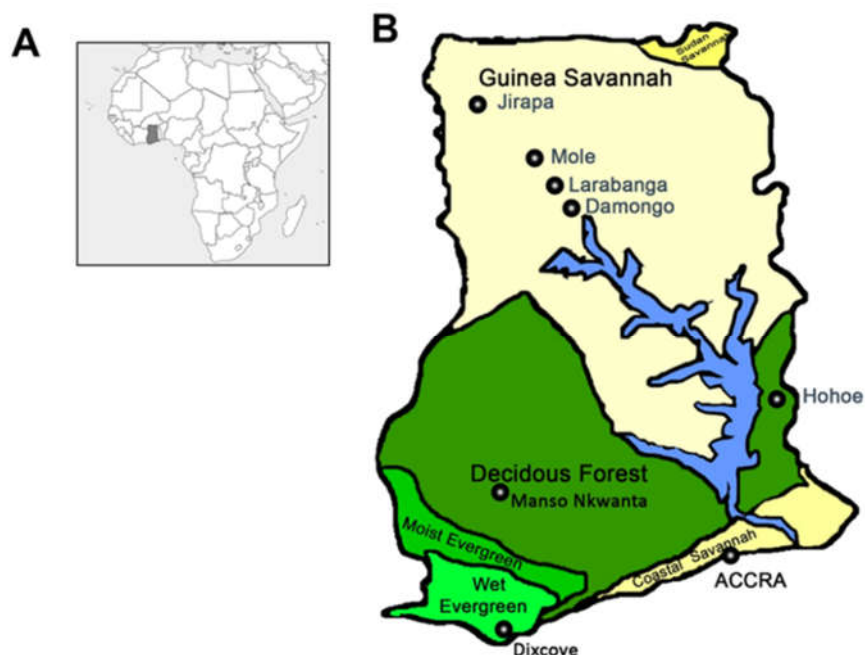 A
B
Sudan
Savannah
Guinea Savannah
Jirapa
Mole
Larabanga
Damongo
Hohoe
Decidous Forest
Manso Nkwanta
Moist Evergreen
Coastal Savannah
Wet
Evergreen
ACCRA
Dixcove